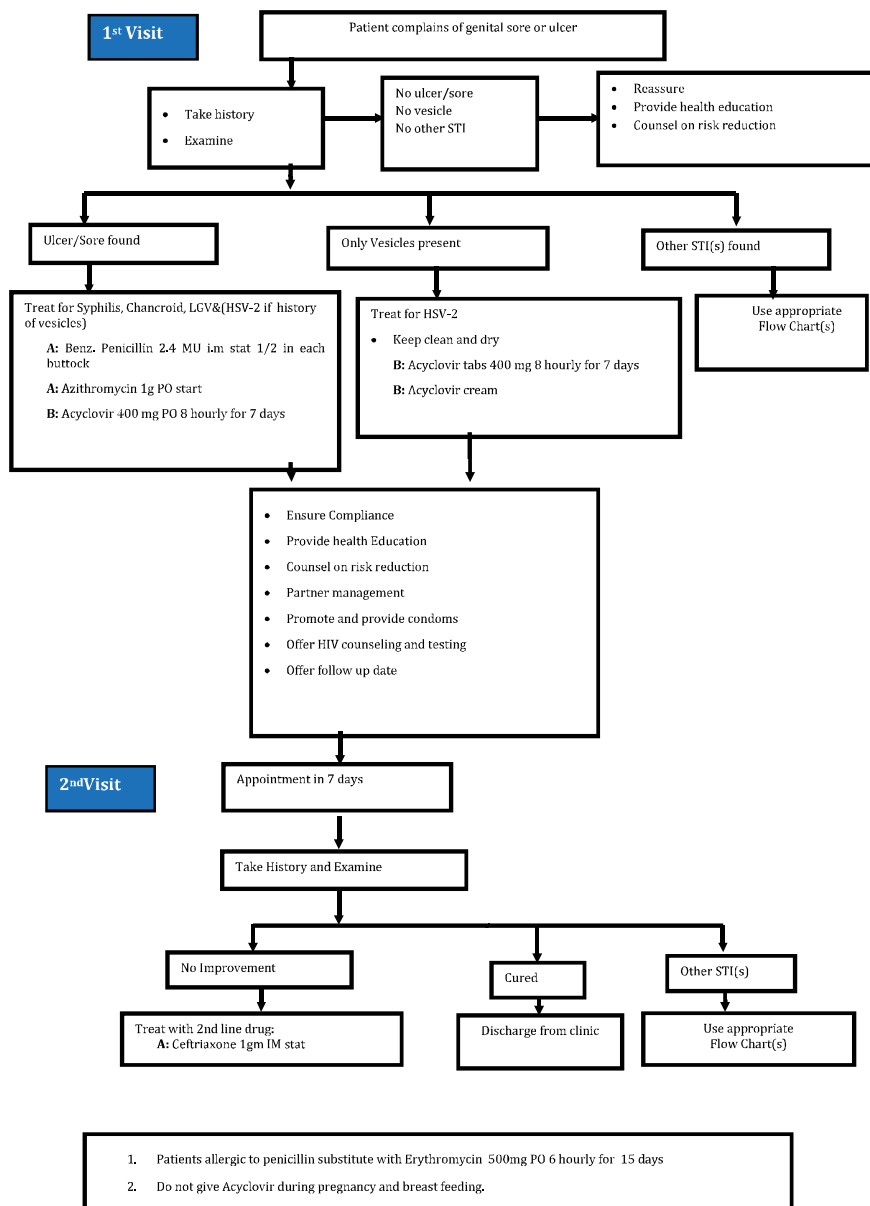 1st Visit
Patient complains of genital sore or ulcer
• Take history
• Examine
No ulcer/sore
No vesicle
No other STI
• Reassure
• Provide health education
• Counsel on risk reduction
Ulcer/Sore found
Only Vesicles present
Other STI(s) found
Treat for Syphilis, Chancroid, LGV&(HSV-2 if history
of vesicles)
A: Benz. Penicillin 2.4 MU i.m stat 1/2 in each
buttock
A: Azithromycin 1g PO start
B: Acyclovir 400 mg PO 8 hourly for 7 days
Treat for HSV-2
• Keep clean and dry
B: Acyclovir tabs 400 mg 8 hourly for 7 days
B: Acyclovir cream
Use appropriate
Flow Chart(s)
• Ensure Compliance
• Provide health Education
• Counsel on risk reduction
• Partner management
• Promote and provide condoms
• Offer HIV counseling and testing
• Offer follow up date
2ndVisit
Appointment in 7 days
Take History and Examine
No Improvement
Cured
Other STI(s)
Treat with 2nd line drug:
A: Ceftriaxone 1gm IM stat
Discharge from clinic
Use appropriate
Flow Chart(s)
1. Patients allergic to penicillin substitute with Erythromycin 500mg PO 6 hourly for 15 days
2. Do not give Acyclovir during pregnancy and breast feeding.